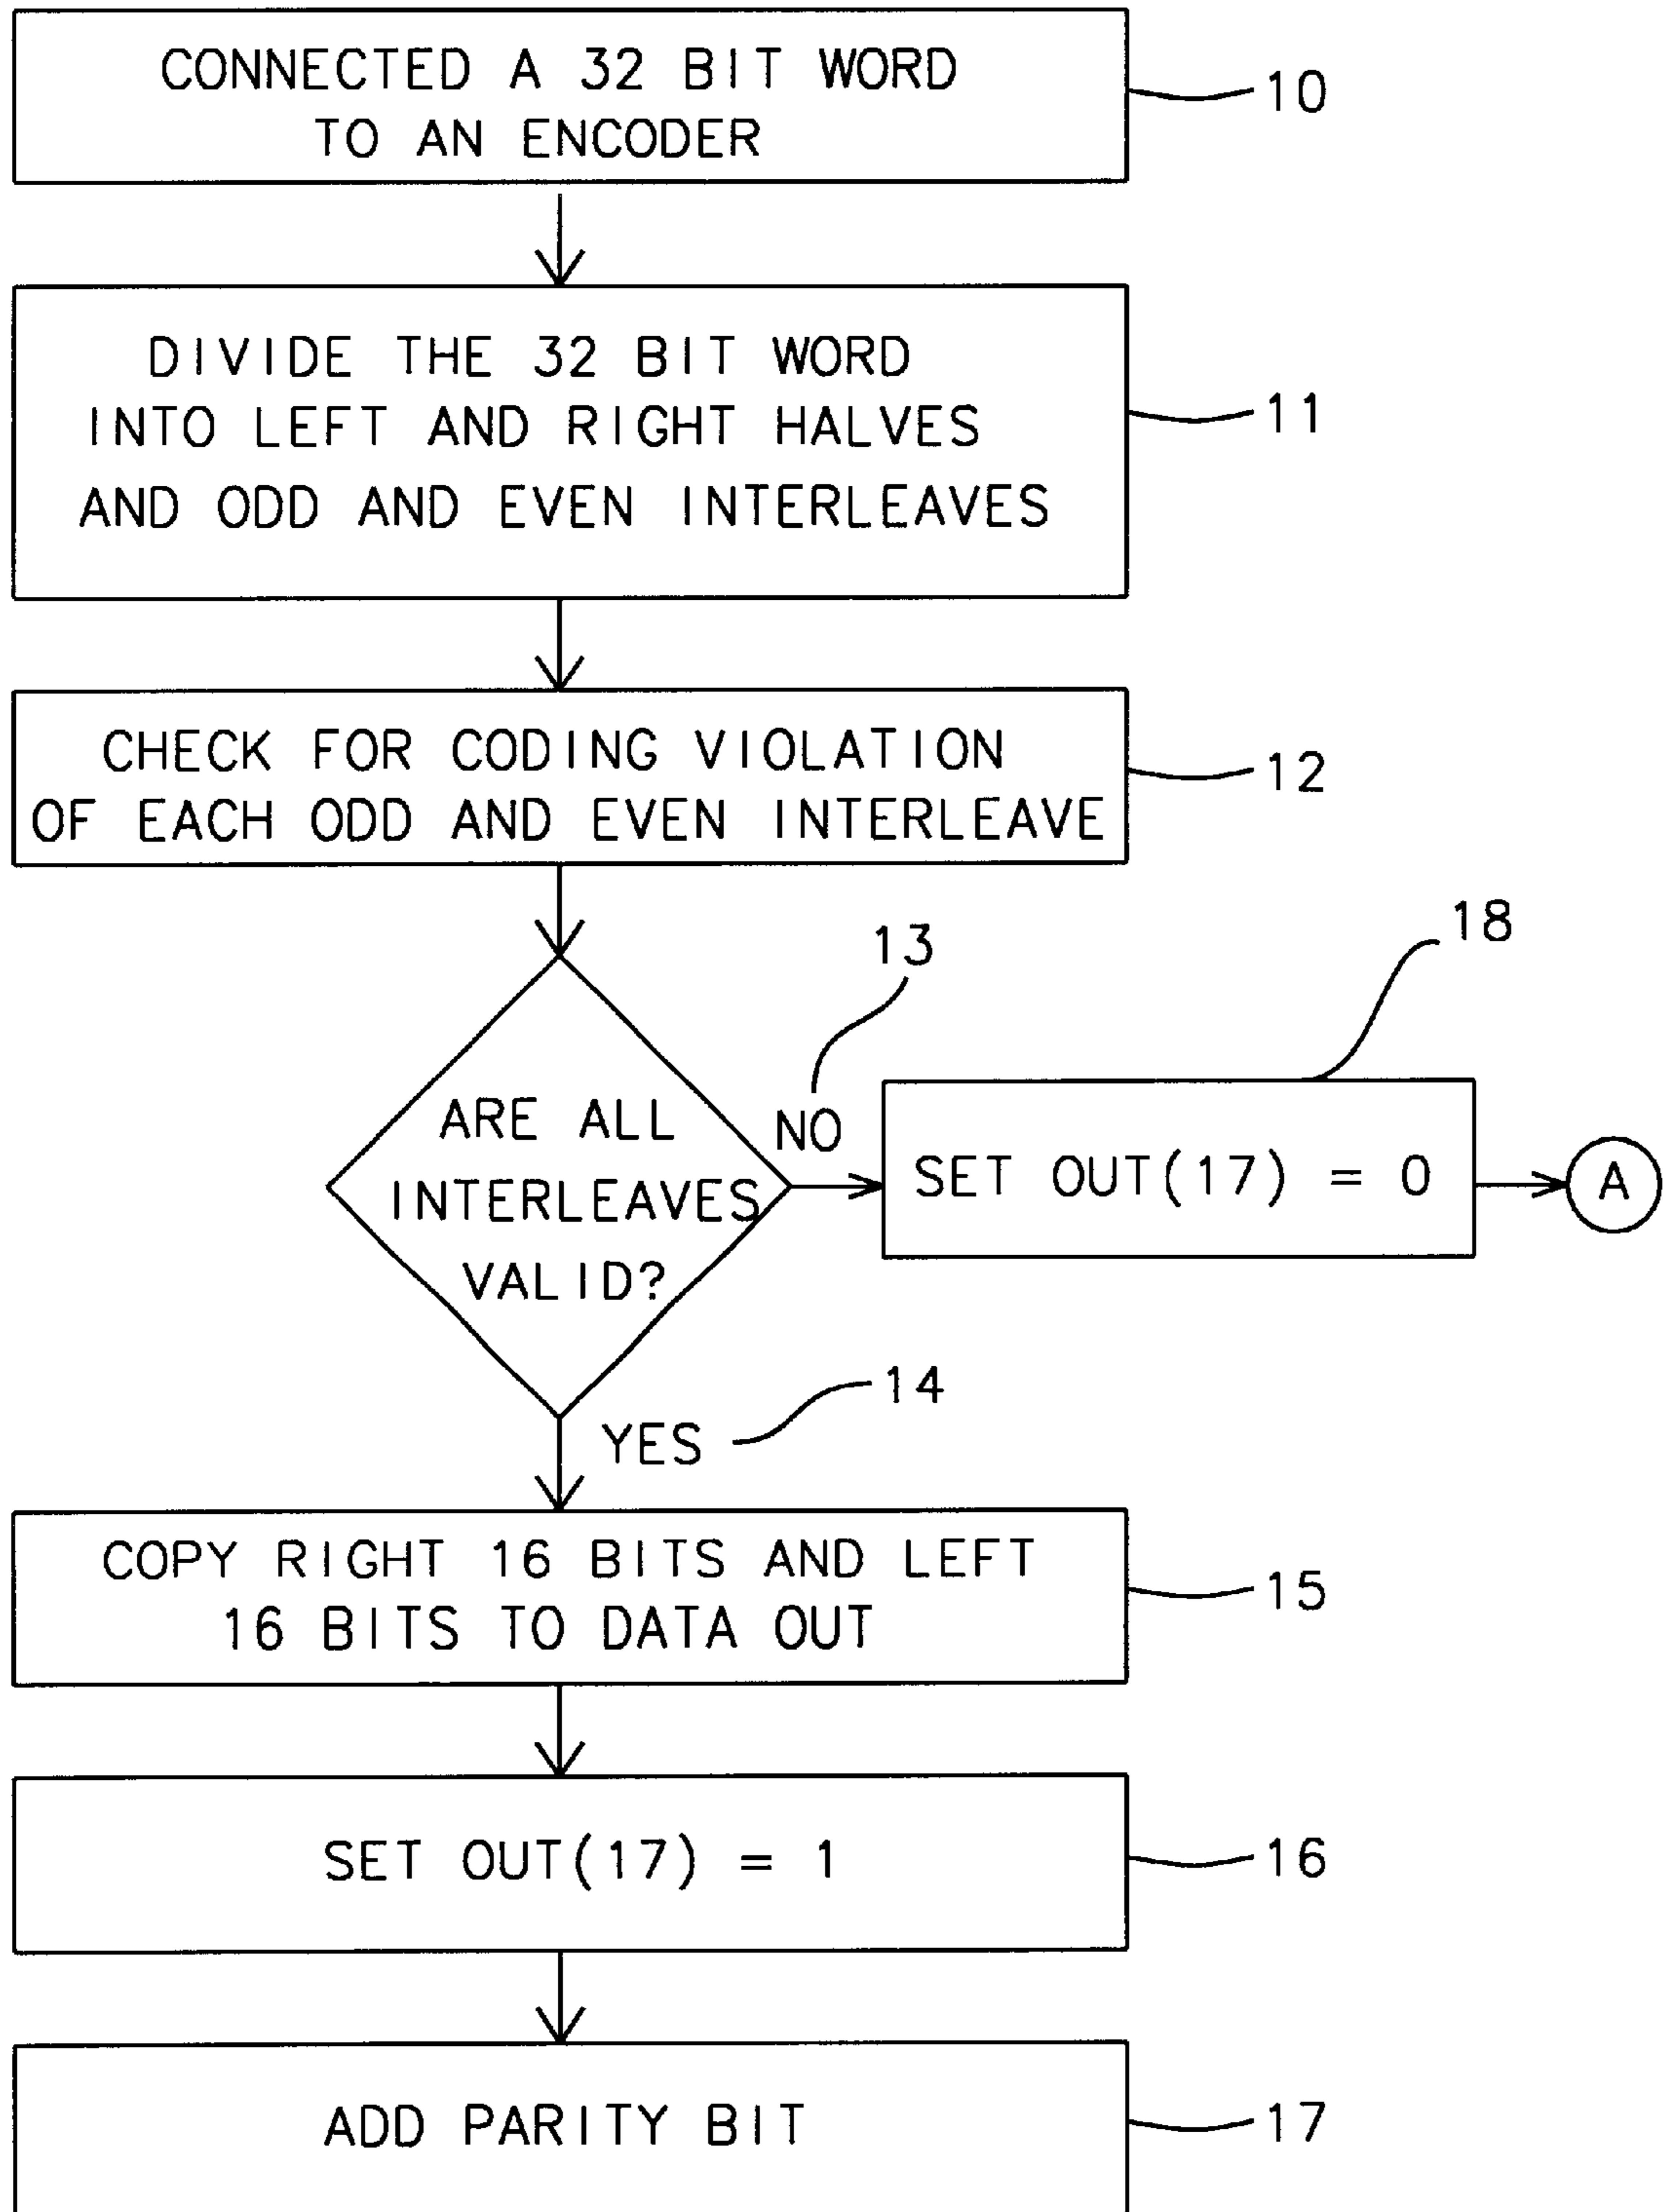 CONNECTED A 32 BIT WORD
TO AN ENCODER
10
DIVIDE THE 32 BIT WORD
INTO LEFT AND RIGHT HALVES
AND ODD AND EVEN INTERLEAVES
11
CHECK FOR CODING VIOLATION
OF EACH ODD AND EVEN INTERLEAVE
12
13
18
ARE ALL
INTERLEAVES
VALID?
NO
SET OUT(17) = 0
A
14
YES
COPY RIGHT 16 BITS AND LEFT
16 BITS TO DATA OUT
15
SET OUT(17) = 1
16
ADD PARITY BIT
17